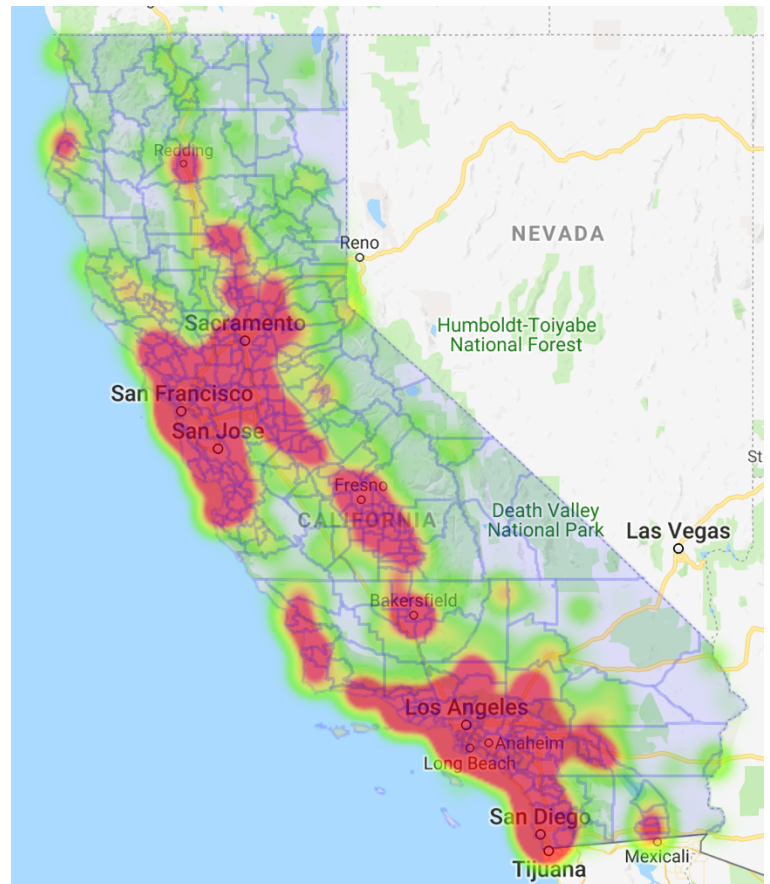 Redding
Reno
NEVADA
Sacramento
Humboldt-Toiyabe
National Forest
San Francisco
San Jose
St
Fresno
CALIFORNIA
Death Valley
National Park
Las Vegas
Bakersfield
Los Angeles
Anaheim
Long Beach
San Diego
Mexicali
Tijuana